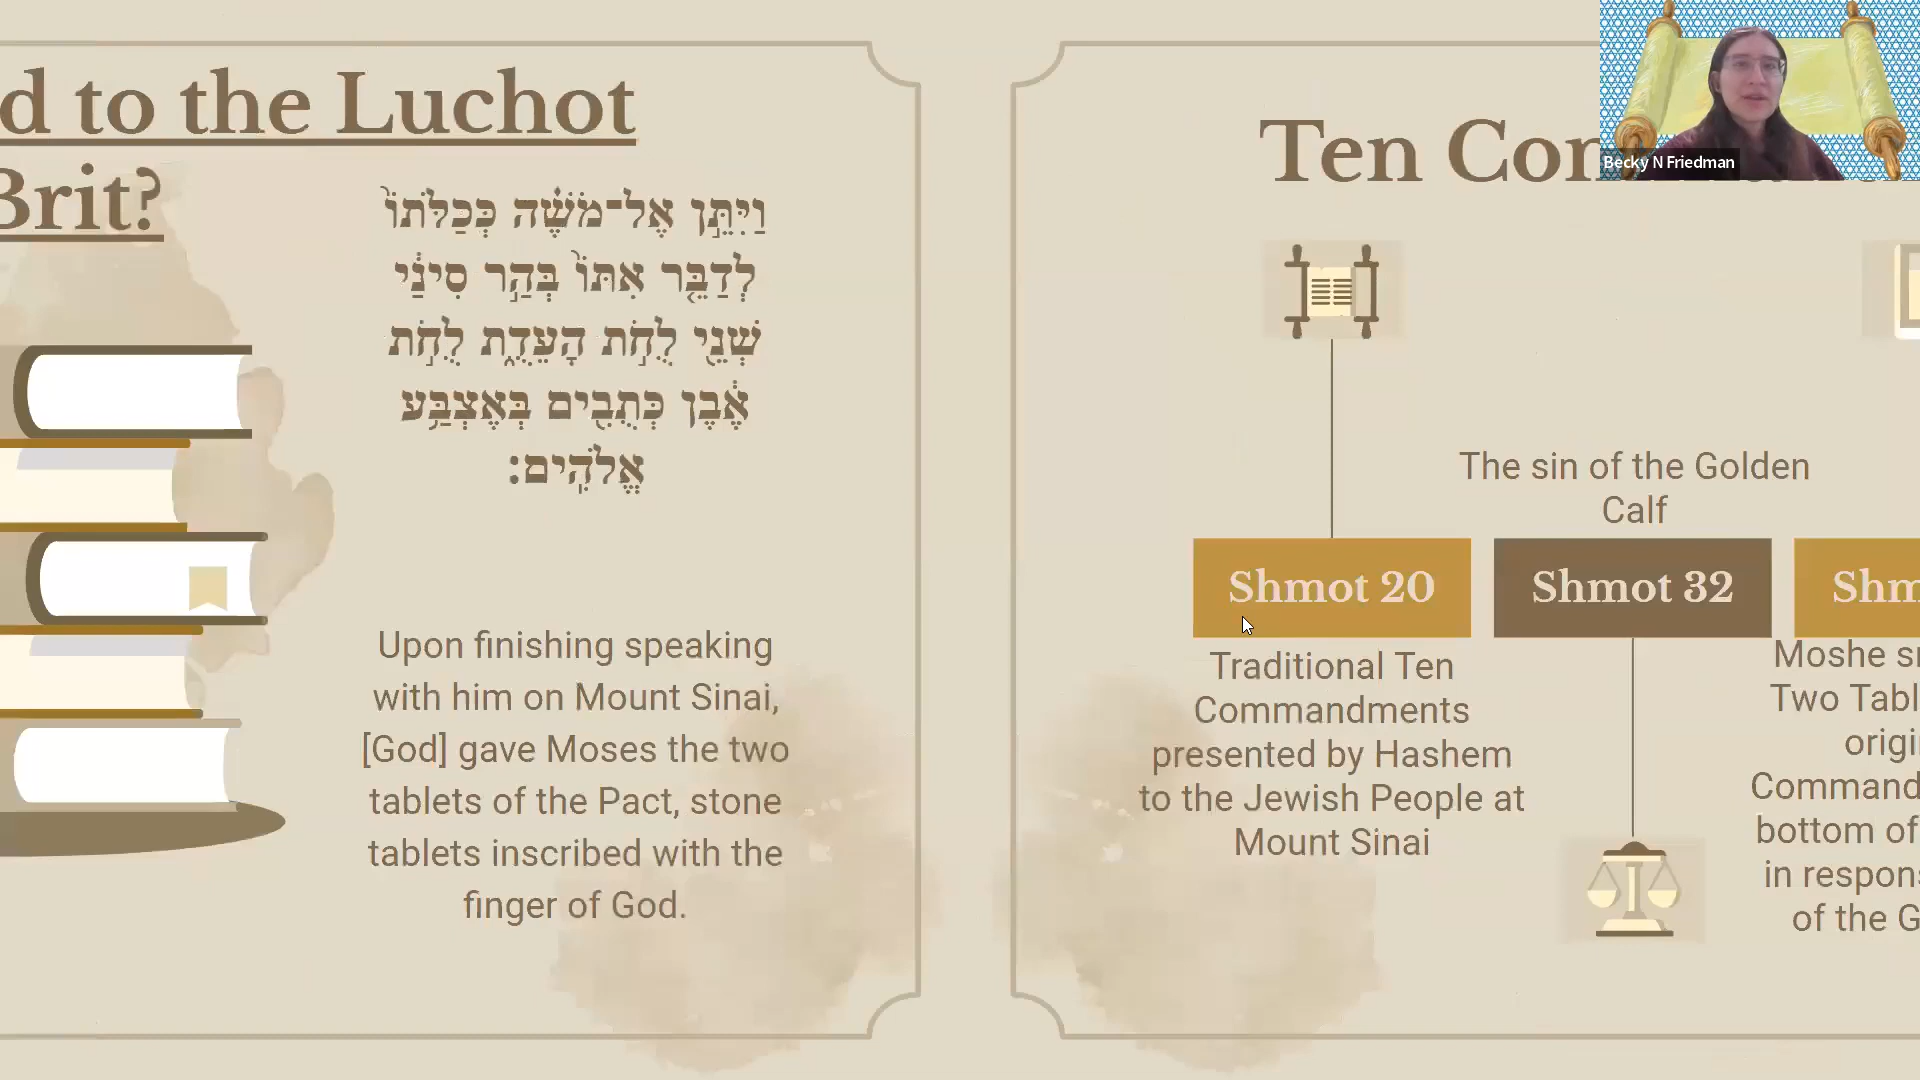 d to the Luchot
Brit?
וַיִּתֵּ֣ן אֶל־מֹשֶׁ֗ה כְּכַלֹּתוֹ֙
לְדַבֵּ֤ר אִתּוֹ֙ בְּהַ֣ר סִינַ֔י
שְׁנֵ֖י לֻחֹ֣ת הָעֵדֻ֑ת לֻחֹ֣ת
אֶ֔בֶן כְּתֻבִ֖ים בְּאֶצְבַּ֥ע
אֱלֹהִֽים׃
Upon finishing speaking
with him on Mount Sinai,
[God] gave Moses the two
tablets of the Pact, stone
tablets inscribed with the
finger of God.
Ten Com
Becky N Friedman
The sin of the Golden
Calf
Shmot 20
Shmot 32
Shm
Traditional Ten
Commandments
presented by Hashem
to the Jewish People at
Mount Sinai
Moshe s
Two Tabl
origi
Command
bottom of
in respons
of the G